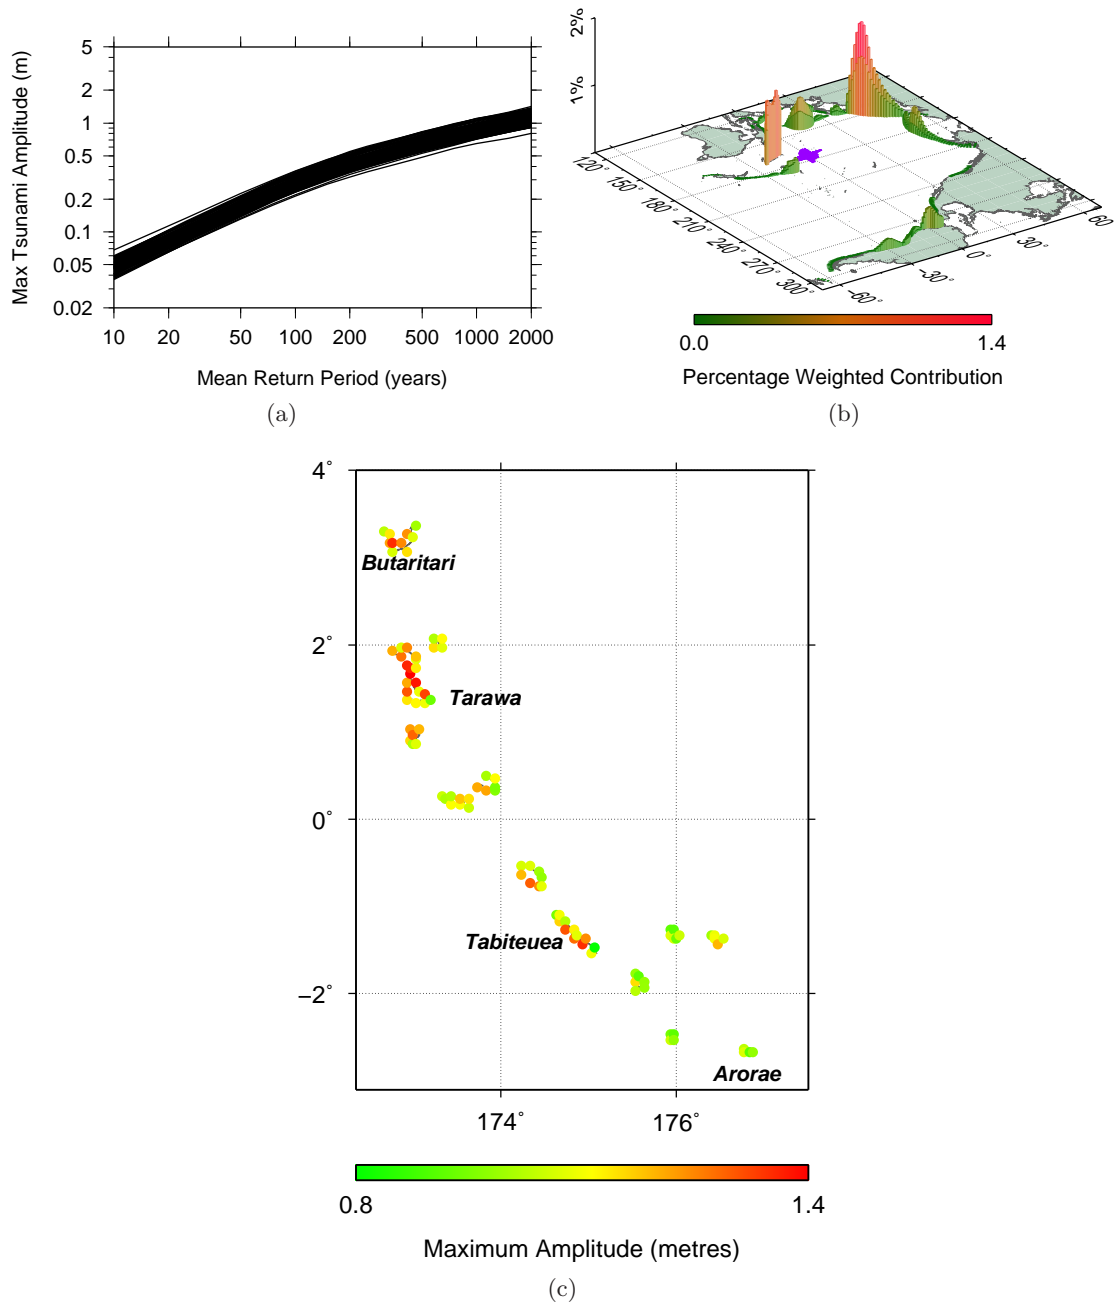 Max Tsunami Amplitude (m)
5
2
1
0.5
0.2
0.1
0.05
0.02
10 20 50 100 200 500 1000 2000
Mean Return Period (years)
(a)
2%
1%
120°
150°
180°
210°
240°
270°
300°
−60°
−30°
0°
30°
60
0.0 1.4
Percentage Weighted Contribution
(b)
4°
2°
0°
−2°
Butaritari
Tarawa
Tabiteuea
Arorae
174° 176°
0.8 1.4
Maximum Amplitude (metres)
(c)